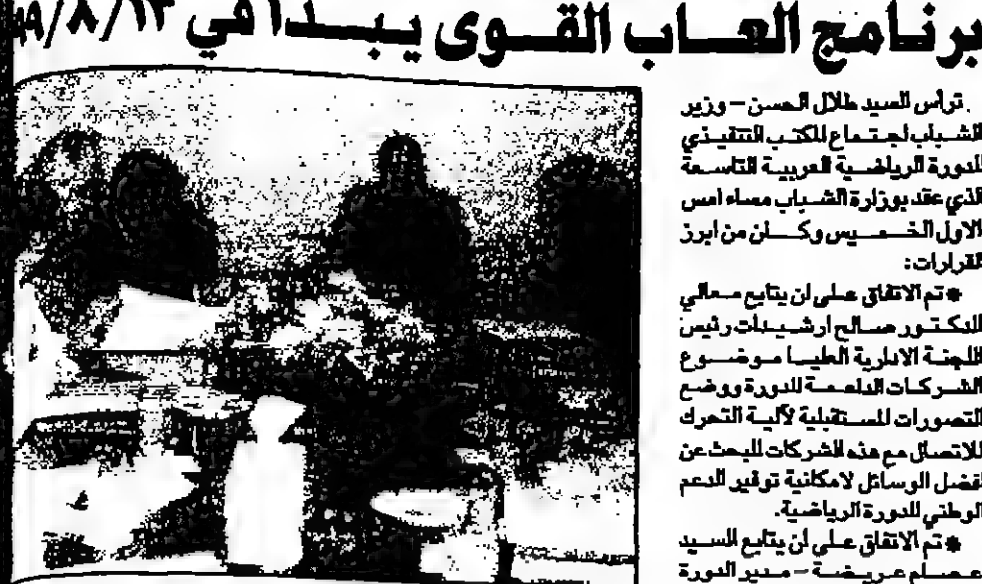 برنامج العاب القوى يبدأ في ٩٩/٨/١٣
ترأس السيد طلال الحسن - وزير
الشباب اجتماع المكتب التنفيذي
للدورة الرياضية العربية التاسعة
الذي عقد بوزارة الشباب مساء امس
الاول الخميس وكان من ابرز
القرارات:
* تم الاتفاق على ان يتابع معالي
الدكتور صالح ارشيدات رئيس
اللجنة الادارية العليا موضوع
الشركات الداعمة للدورة ووضع
التصورات المستقبلية لآلية التحرك
للاتصال مع هذه الشركات للبحث عن
افضل الوسائل لامكانية توفير الدعم
الوطني للدورة الرياضية.
* تم الاتفاق على ان يتابع السيد
عصام عريضة - مدير الدورة